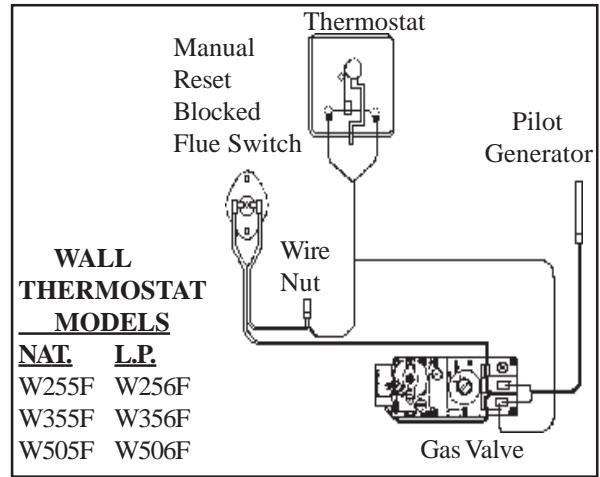 Thermostat
Manual
Reset
Blocked
Flue Switch
Pilot
Generator
Wire
Nut
WALL
THERMOSTAT
MODELS
NAT. L.P.
W255F W256F
W355F W356F
W505F W506F
Gas Valve